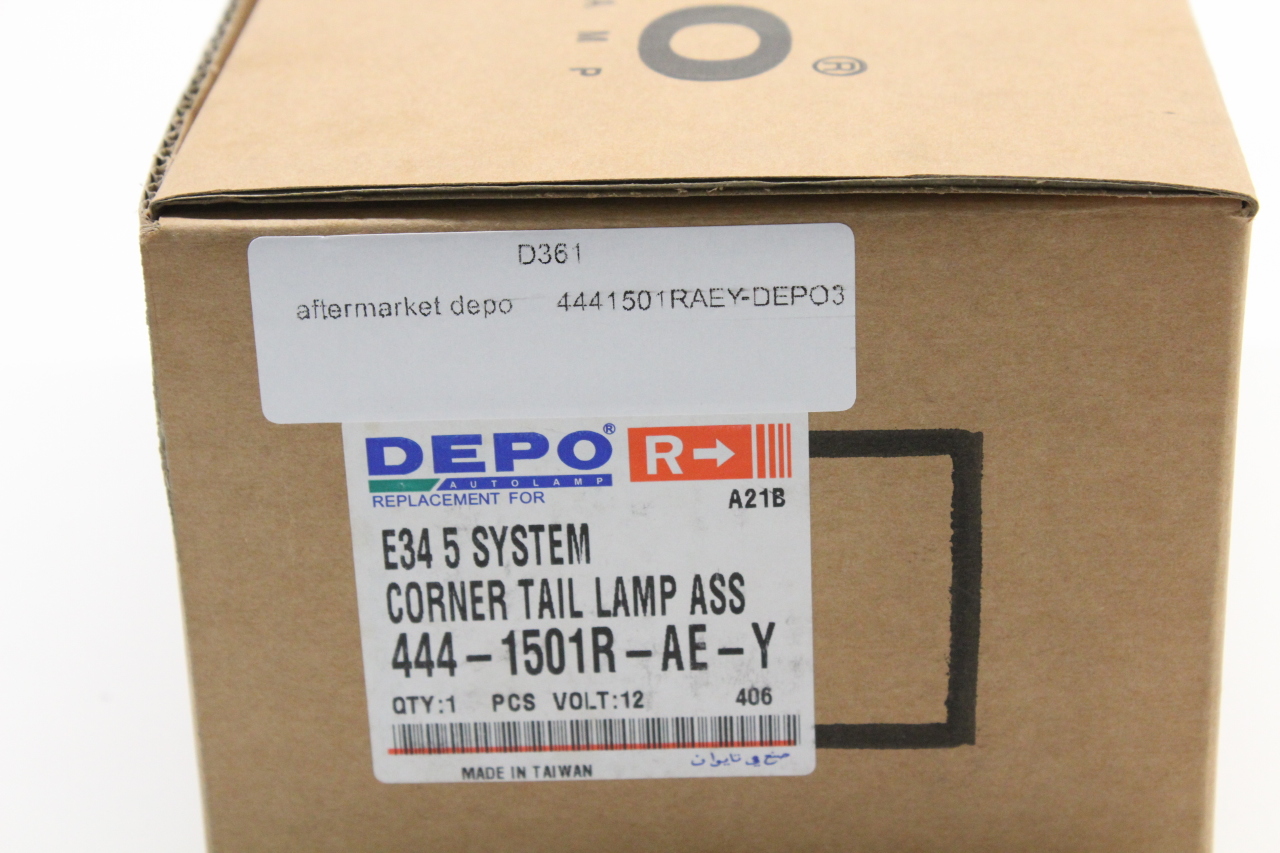 O®
AMP
D361
aftermarket depo 4441501RAEY-DEPO3
DEPO® R→
AUTOLAMP
REPLACEMENT FOR A21B
E34 5 SYSTEM
CORNER TAIL LAMP ASS
444-1501R-AE-Y
QTY:1 PCS VOLT:12 406
صنع في تايوان
MADE IN TAIWAN